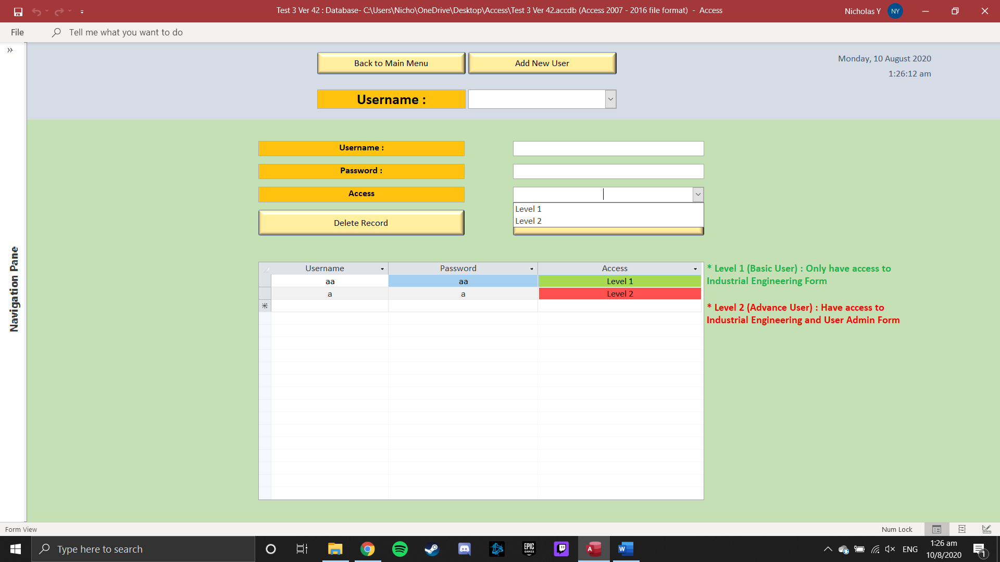 Test 3 Ver 42 : Database- C:\Users\Nicho\OneDrive\Desktop\Access\Test 3 Ver 42.accdb (Access 2007 - 2016 file format) - Access
Nicholas Y
NY
File
Tell me what you want to do
Back to Main Menu
Add New User
Monday, 10 August 2020
1:26:12 am
Username :
Username :
Password :
Access
Level 1
Level 2
Delete Record
Navigation Pane
Username
Password
Access
aa
aa
Level 1
a
a
Level 2
* Level 1 (Basic User) : Only have access to
Industrial Engineering Form
* Level 2 (Advance User) : Have access to
Industrial Engineering and User Admin Form
Form View
Num Lock
Type here to search
EPIC
GAMES
A
W
ENG
1:26 am
10/8/2020
1